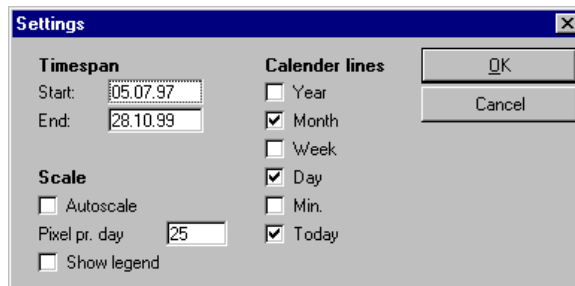 Settings
Timespan
Start: 05.07.97
End: 28.10.99
Scale
Autoscale
Pixel pr. day 25
Show legend
Calender lines
Year
Month
Week
Day
Min.
Today
OK
Cancel